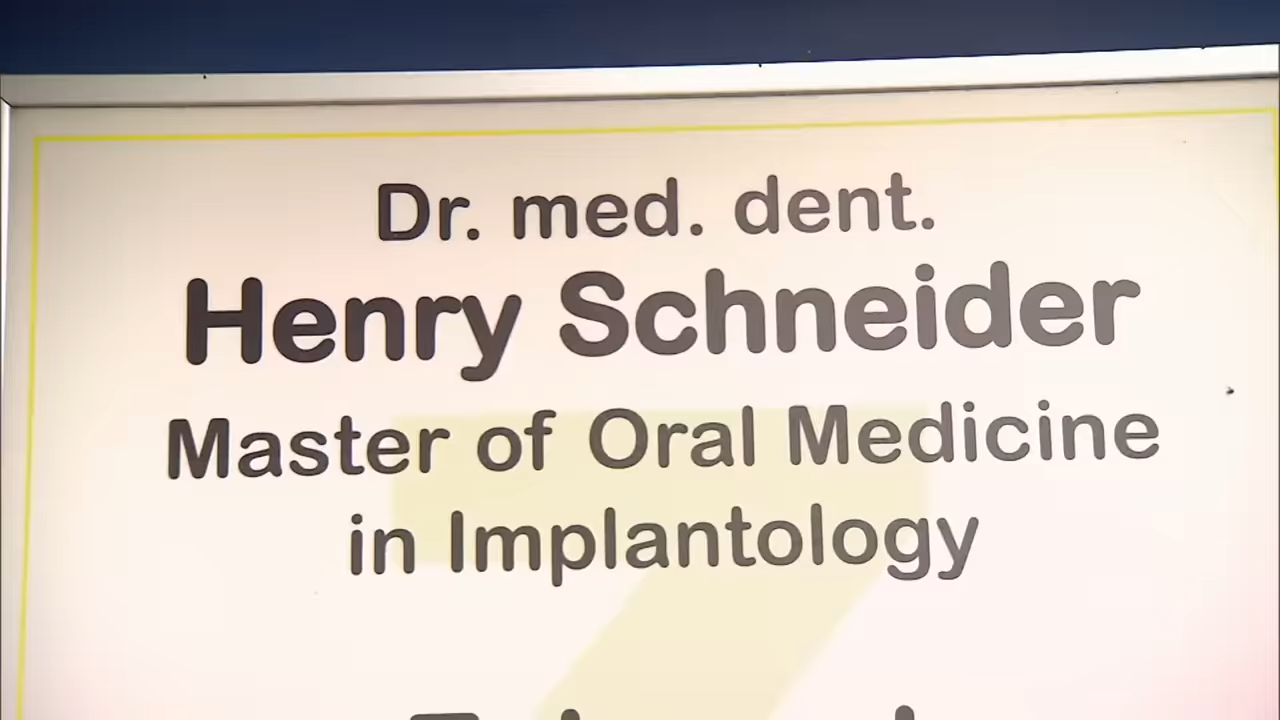 Dr. med. dent.
Henry Schneider
Master of Oral Medicine
in Implantology